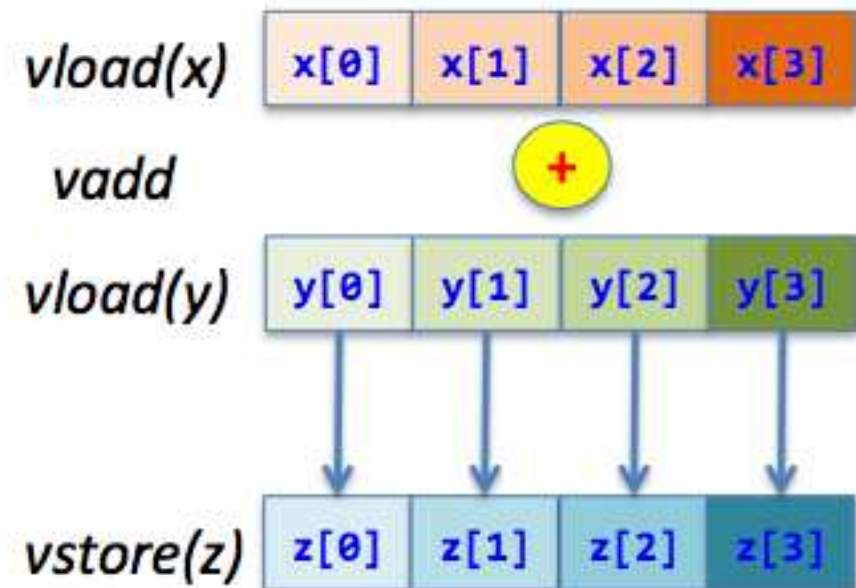 vload(x) x[0] x[1] x[2] x[3]
vadd +
vload(y) y[0] y[1] y[2] y[3]
vstore(z) z[0] z[1] z[2] z[3]